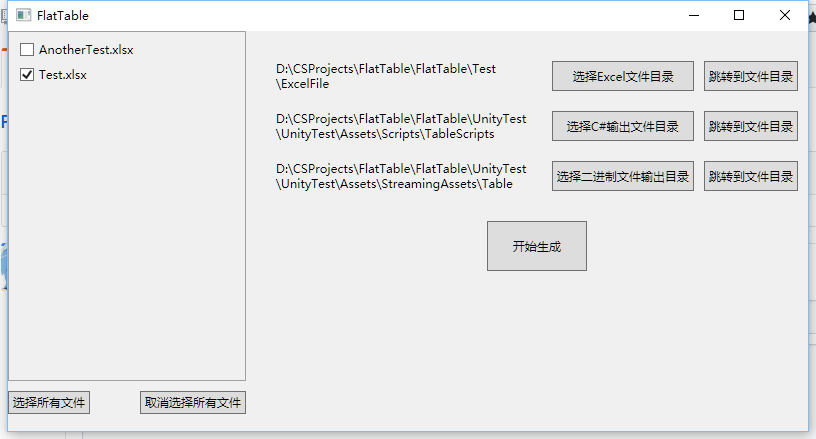 FlatTable
AnotherTest.xlsx
Test.xlsx
D:\CSProjects\FlatTable\FlatTable\Test
\ExcelFile
选择Excel文件目录
跳转到文件目录
D:\CSProjects\FlatTable\FlatTable\UnityTest
\UnityTest\Assets\Scripts\TableScripts
选择C#输出文件目录
跳转到文件目录
D:\CSProjects\FlatTable\FlatTable\UnityTest
\UnityTest\Assets\StreamingAssets\Table
选择二进制文件输出目录
跳转到文件目录
开始生成
选择所有文件
取消选择所有文件